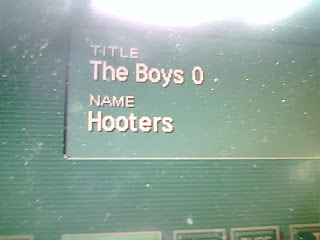 TITLE
The Boys 0
NAME
Hooters